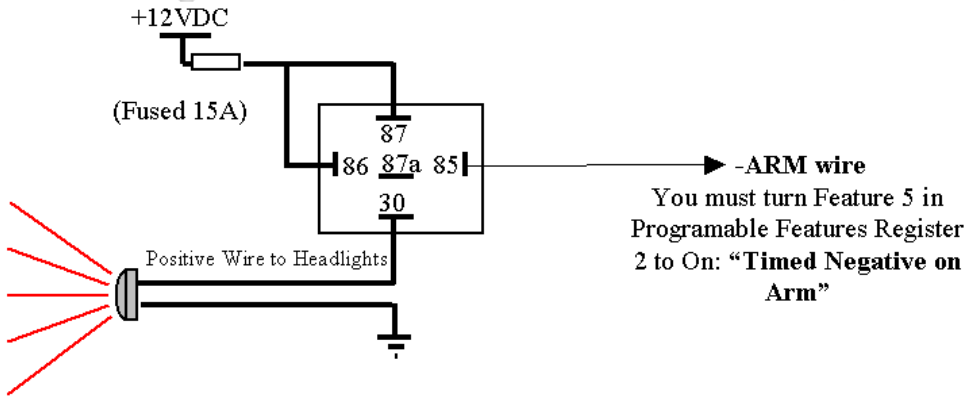 +12VDC
(Fused 15A)
87
86 87a 85
30
-ARM wire
You must turn Feature 5 in
Programable Features Register
2 to On: “Timed Negative on
Arm”
Positive Wire to Headlights